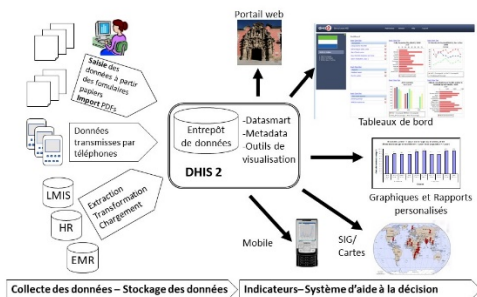 Portail web
Saisie des
données à partir
des fomulaires
papiers
Import PDFs
Données
transmises par
téléphones
LMIS
HR
EMR
Extraction
Transformation
Chargement
Entrepôt
de données
DHIS 2
-Datasmart
-Metadata
-Outils de
visualisation
Tableaux de bord
Graphiques et Rapports
personalisés
SIG/
Cartes
Mobile
Collecte des données – Stockage des données
Indicateurs– Système d'aide à la décision